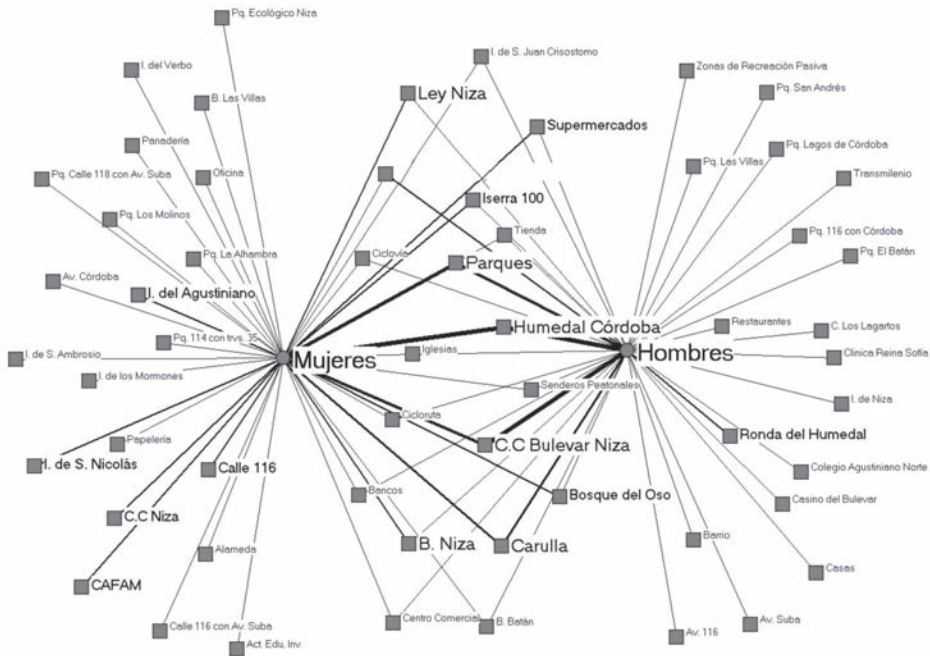 Pq. Ecológico Niza
I. del Verbo
B. Las Villas
Panadería
Oficina
Pq. Calle 118 con Av. Suba
Pq. Los Molinos
Pq. La Alhambra
Av. Córdoba
I. del Agustiniano
Pq. 114 con trvs. 35
I. de S. Ambrosio
I. de los Mormones
Papelería
H. de S. Nicolás
Calle 116
C.C Niza
Alameda
CAFAM
Calle 116 con Av. Suba
Act. Edu. Inv.
Mujeres
I. de S. Juan Crisostomo
Ley Niza
Supermercados
Iserra 100
Tienda
Ciclovía
Parques
Humedal Córdoba
Iglesias
Senderos Peatonales
Cicloruta
C.C Bulevar Niza
Bancos
Bosque del Oso
B. Niza
Carulla
Centro Comercial
B. Batán
Hombres
Zonas de Recreación Pasiva
Pq. San Andrés
Pq. Lagos de Córdoba
Pq. Las Villas
Transmilenio
Pq. 116 con Córdoba
Pq. El Batán
Restaurantes
C. Los Lagartos
Clínica Reina Sofía
I. de Niza
Ronda del Humedal
Colegio Agustiniano Norte
Casino del Bulevar
Barrio
Casas
Av. Suba
Av. 116